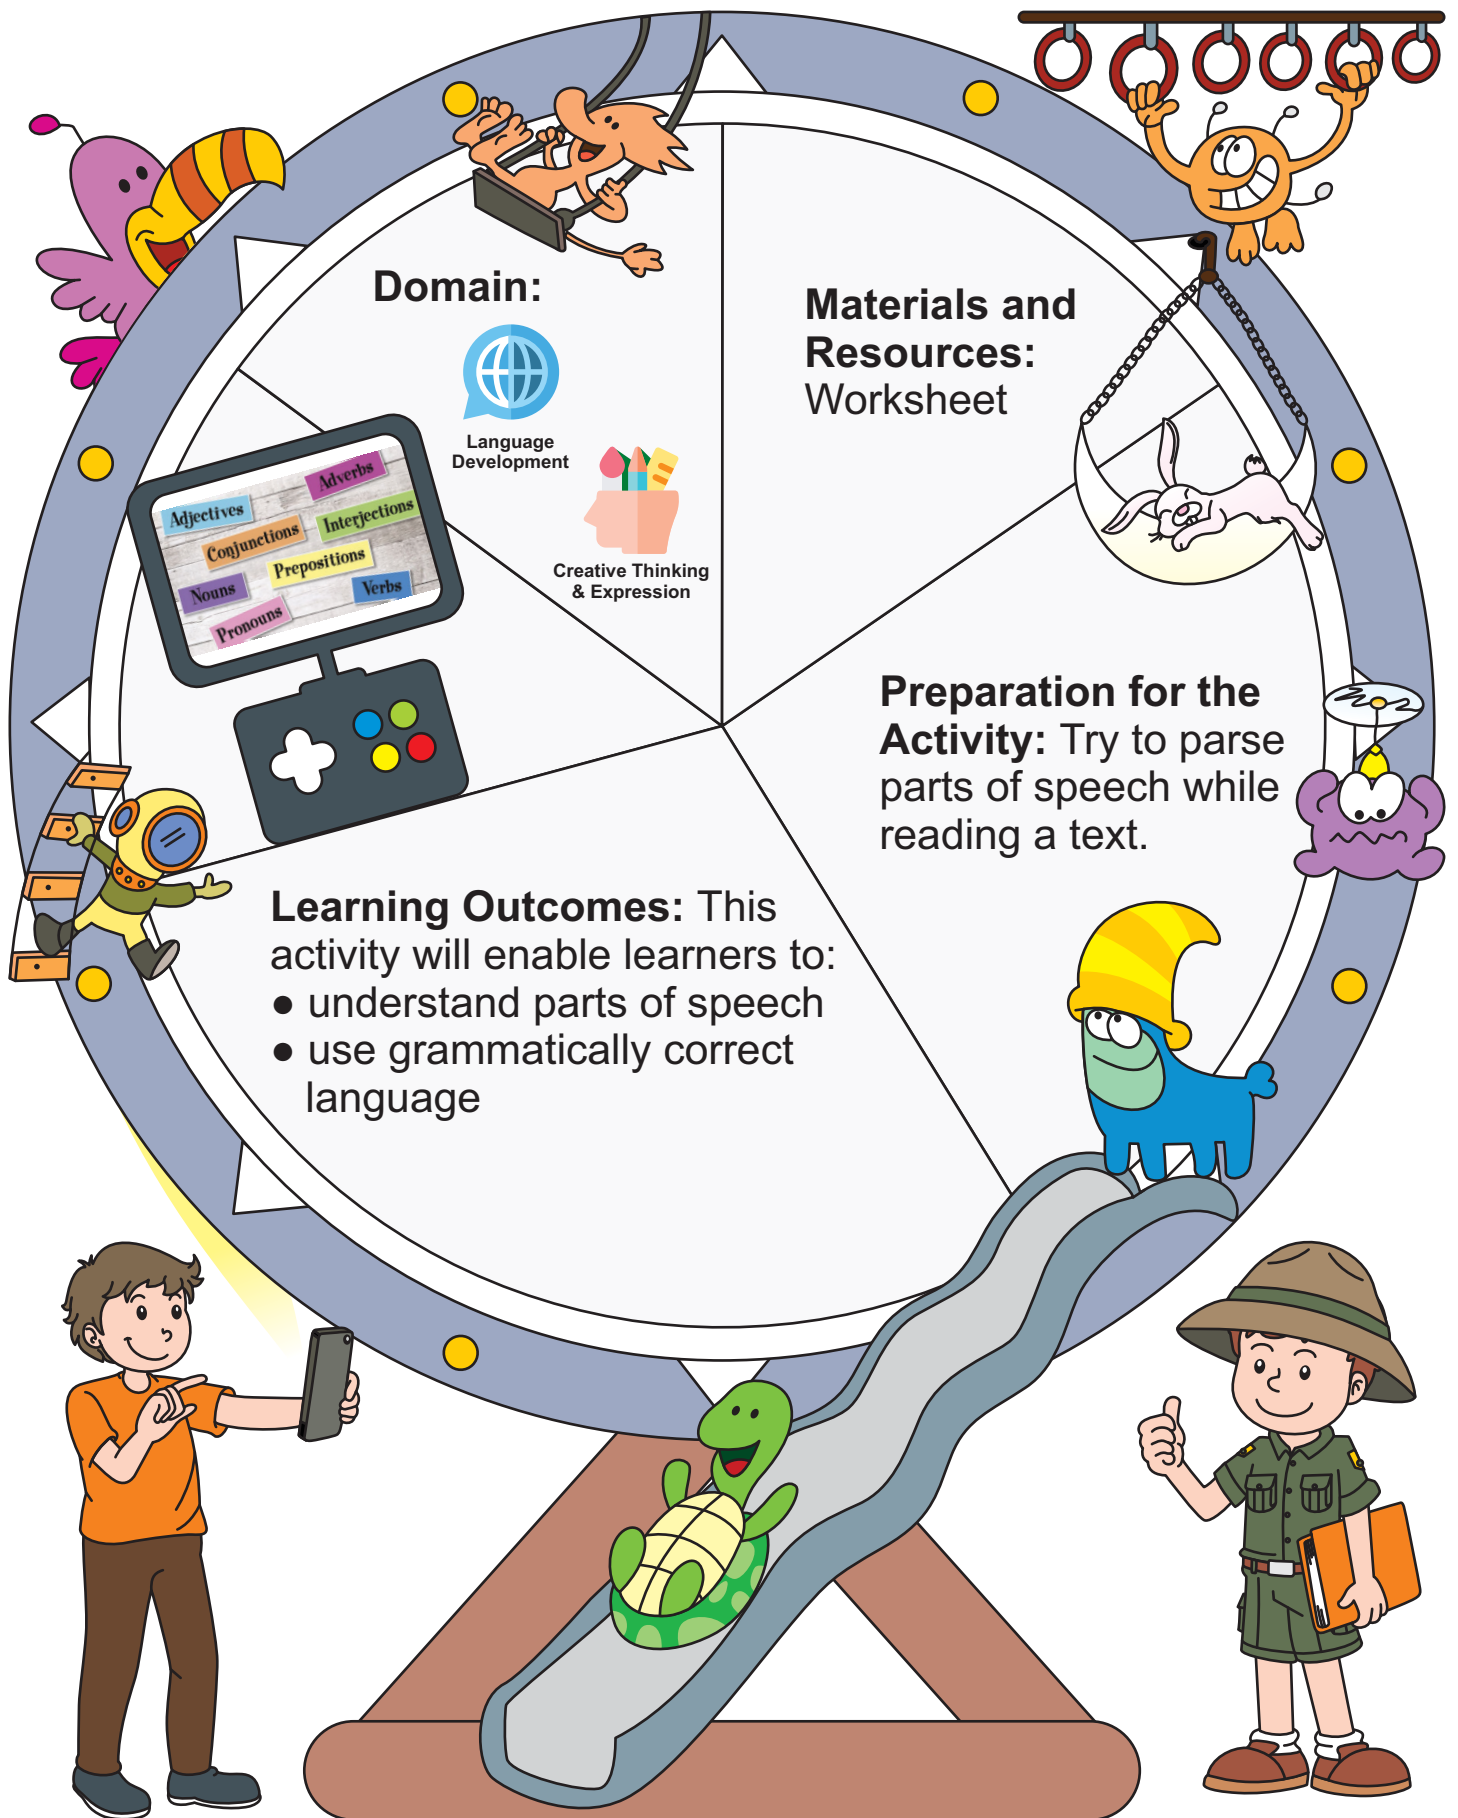 Domain:
Language
Development
Creative Thinking
& Expression
Materials and
Resources:
Worksheet
Adverbs
Adjectives
Interjections
Conjunctions
Prepositions
Nouns
Verbs
Pronouns
Preparation for the
Activity: Try to parse
parts of speech while
reading a text.
Learning Outcomes: This
activity will enable learners to:
● understand parts of speech
● use grammatically correct
language